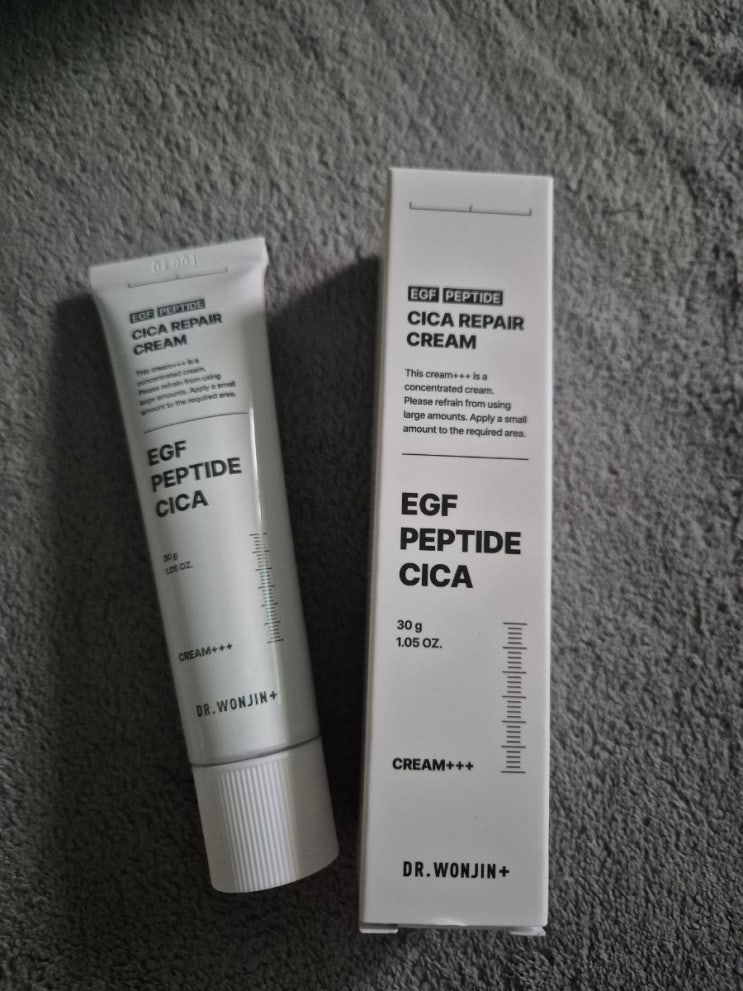 EGF PEPTIDE
CICA REPAIR
CREAM
This cream+++ is a
concentrated cream.
Please refrain from using
large amounts. Apply a small
amount to the required area.
EGF
PEPTIDE
CICA
30 g
1.05 OZ.
CREAM+++
DR.WONJIN+
EGF PEPTIDE
CICA REPAIR
CREAM
This cream+++ is a
concentrated cream.
Please refrain from using
large amounts. Apply a small
amount to the required area.
EGF
PEPTIDE
CICA
30 g
1.05 OZ.
CREAM+++
DR.WONJIN+